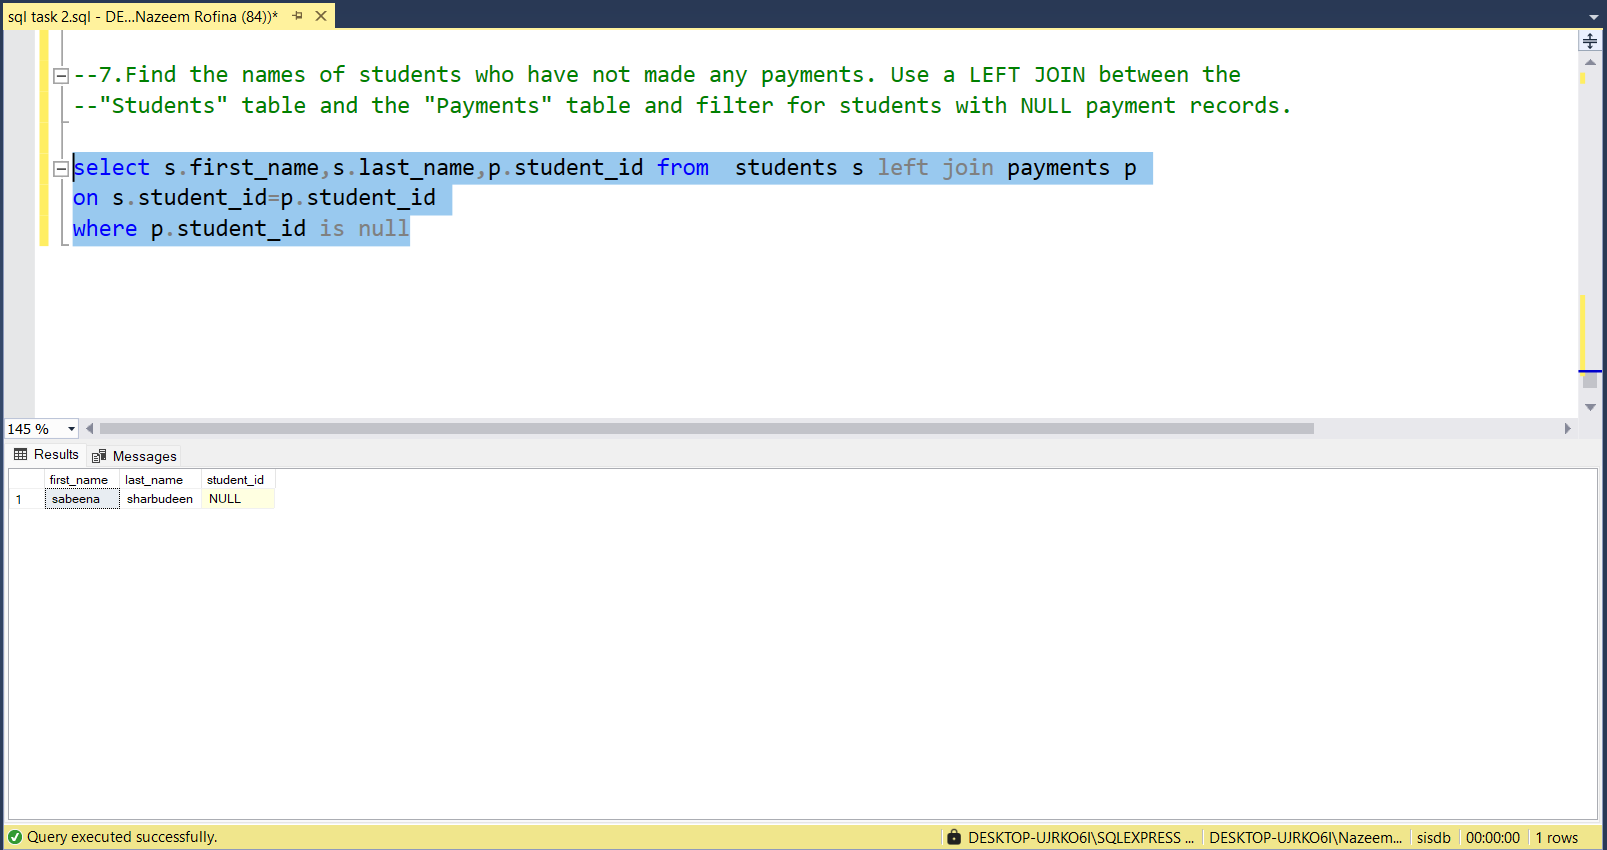 sql task 2.sql - DE...Nazeem Rofina (84))*
--7.Find the names of students who have not made any payments. Use a LEFT JOIN between the
--"Students" table and the "Payments" table and filter for students with NULL payment records.
select s.first_name,s.last_name,p.student_id from  students s left join payments p
on s.student_id=p.student_id
where p.student_id is null
145 %
Results Messages
first_name last_name student_id
1 sabeena sharbudeen NULL
Query executed successfully. DESKTOP-UJRKO6I\SQLEXPRESS ... DESKTOP-UJRKO6I\Nazeem... sisdb 00:00:00 1 rows